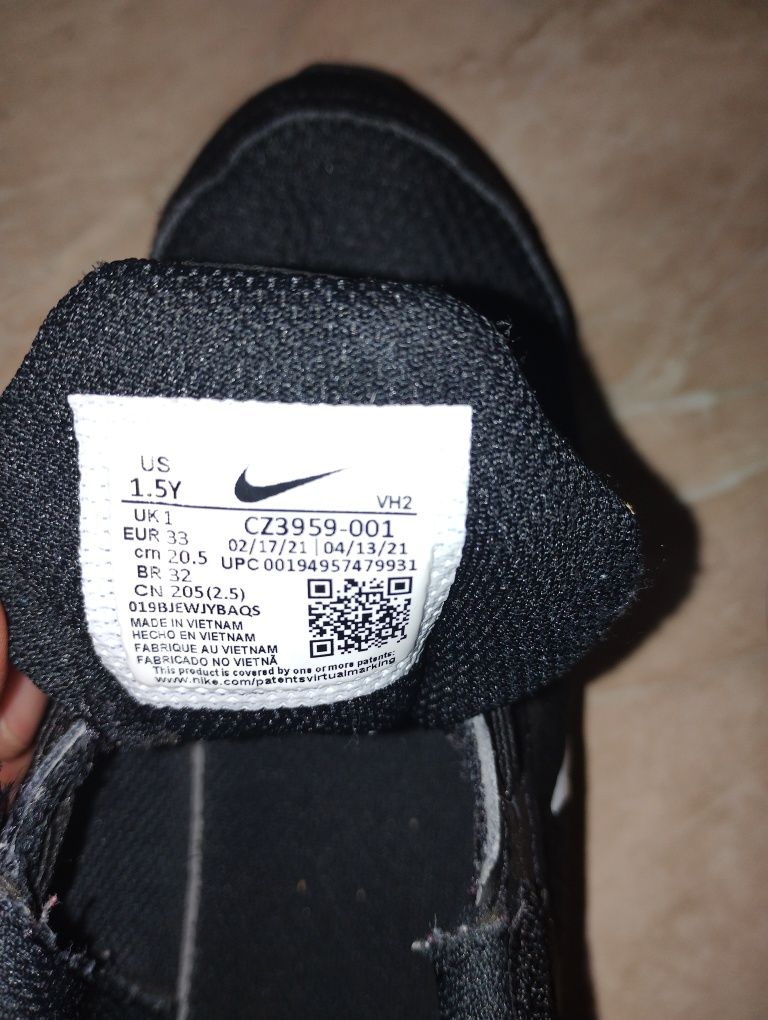 US
1.5Y
VH2
UK 1
CZ3959-001
EUR 33
02/17/21 | 04/13/21
cm 20.5
UPC 00194957479931
BR 32
CN 205(2.5)
019BJEWJYBAQS
MADE IN VIETNAM
HECHO EN VIETNAM
FABRIQUE AU VIETNAM
FABRICADO NO VIETNÃ
This product is covered by one or more patents:
www.nike.com/patentsvirtualmarking